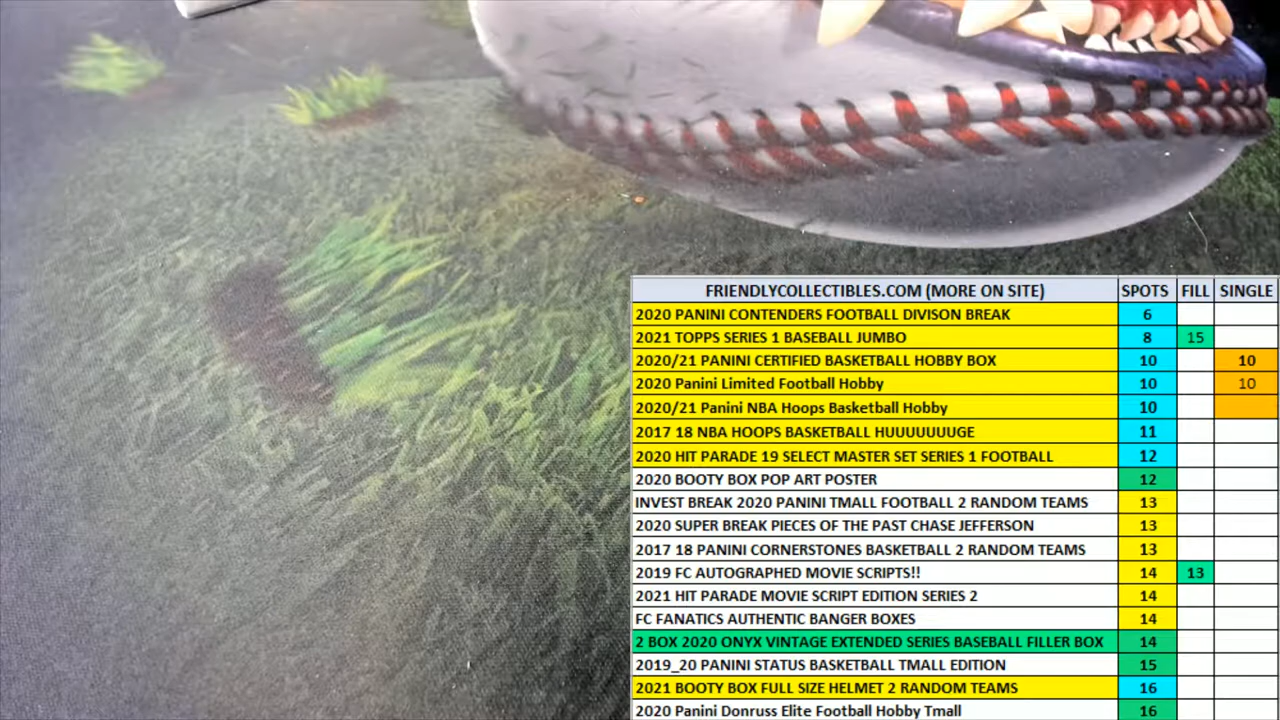 FRIENDLYCOLLECTIBLES.COM (MORE ON SITE) SPOTS FILL SINGLE
2020 PANINI CONTENDERS FOOTBALL DIVISON BREAK 6
2021 TOPPS SERIES 1 BASEBALL JUMBO 8 15
2020/21 PANINI CERTIFIED BASKETBALL HOBBY BOX 10 10
2020 Panini Limited Football Hobby 10 10
2020/21 Panini NBA Hoops Basketball Hobby 10
2017 18 NBA HOOPS BASKETBALL HUUUUUUUGE 11
2020 HIT PARADE 19 SELECT MASTER SET SERIES 1 FOOTBALL 12
2020 BOOTY BOX POP ART POSTER 12
INVEST BREAK 2020 PANINI TMALL FOOTBALL 2 RANDOM TEAMS 13
2020 SUPER BREAK PIECES OF THE PAST CHASE JEFFERSON 13
2017 18 PANINI CORNERSTONES BASKETBALL 2 RANDOM TEAMS 13
2019 FC AUTOGRAPHED MOVIE SCRIPTS!! 14 13
2021 HIT PARADE MOVIE SCRIPT EDITION SERIES 2 14
FC FANATICS AUTHENTIC BANGER BOXES 14
2 BOX 2020 ONYX VINTAGE EXTENDED SERIES BASEBALL FILLER BOX 14
2019_20 PANINI STATUS BASKETBALL TMALL EDITION 15
2021 BOOTY BOX FULL SIZE HELMET 2 RANDOM TEAMS 16
2020 Panini Donruss Elite Football Hobby Tmall 16